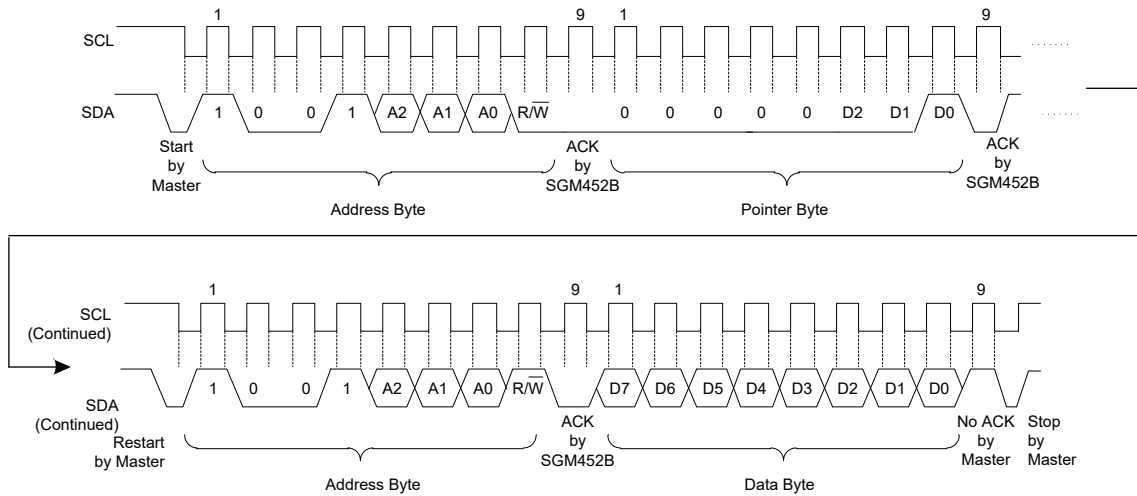 1 9 1 9
SCL
SDA 1 0 0 1 A2 A1 A0 R/W̅ 0 0 0 0 0 D2 D1 D0
Start
by
Master
ACK
by
SGM452B
ACK
by
SGM452B
Address Byte
Pointer Byte
1 9 1 9
SCL
(Continued)
SDA
(Continued)
1 0 0 1 A2 A1 A0 R/W̅ D7 D6 D5 D4 D3 D2 D1 D0
Restart
by Master
ACK
by
SGM452B
No ACK
by
Master
Stop
by
Master
Address Byte
Data Byte